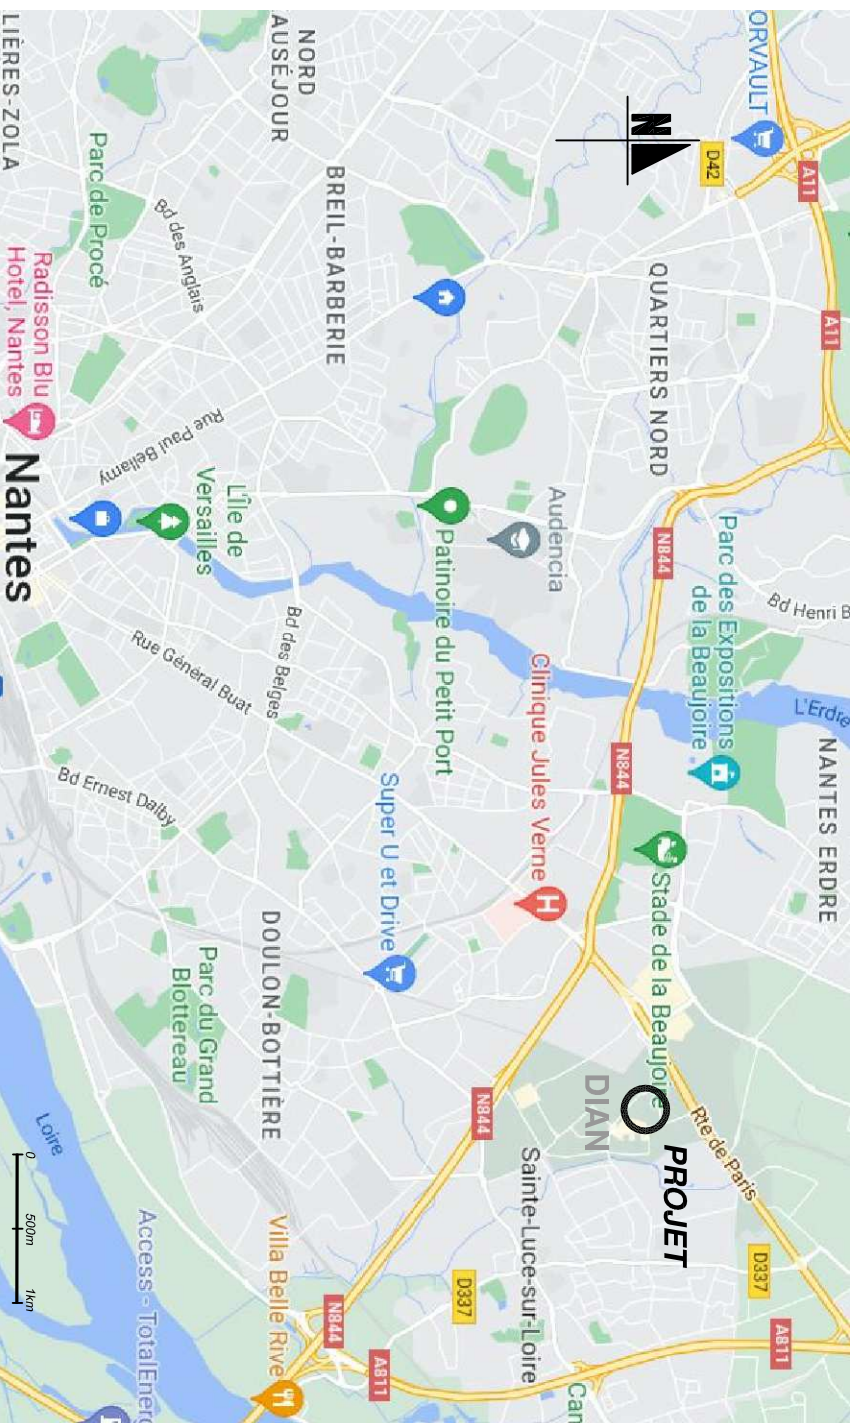 ORVAULT
A11
D42
N
NORD
AUSÉJOUR
LIÈRES-ZOLA
Parc de Procé
Bd des Anglais
BREIL-BARBERIE
QUARTIERS NORD
A11
Radisson Blu
Hotel, Nantes
Nantes
Rue Paul Bellamy
L'Île de
Versailles
Audencia
Patinoire du Petit Port
N844
Parc des Expositions
de la Beaujoire
Bd Henri B
L'Erdre
NANTES ERDRE
Bd des Belges
Rue Général Buat
Bd Ernest Dalby
Clinique Jules Verne
N844
Super U et Drive
Stade de la Beaujoire
DOULON-BOTTIÈRE
Parc du Grand
Blottereau
DIAN
PROJET
Rte de Paris
N844
Sainte-Luce-sur-Loire
Loire
0
500m
1km
Access - TotalEnerg
Villa Belle Rive
D337
D337
N844
A811
A811
Can